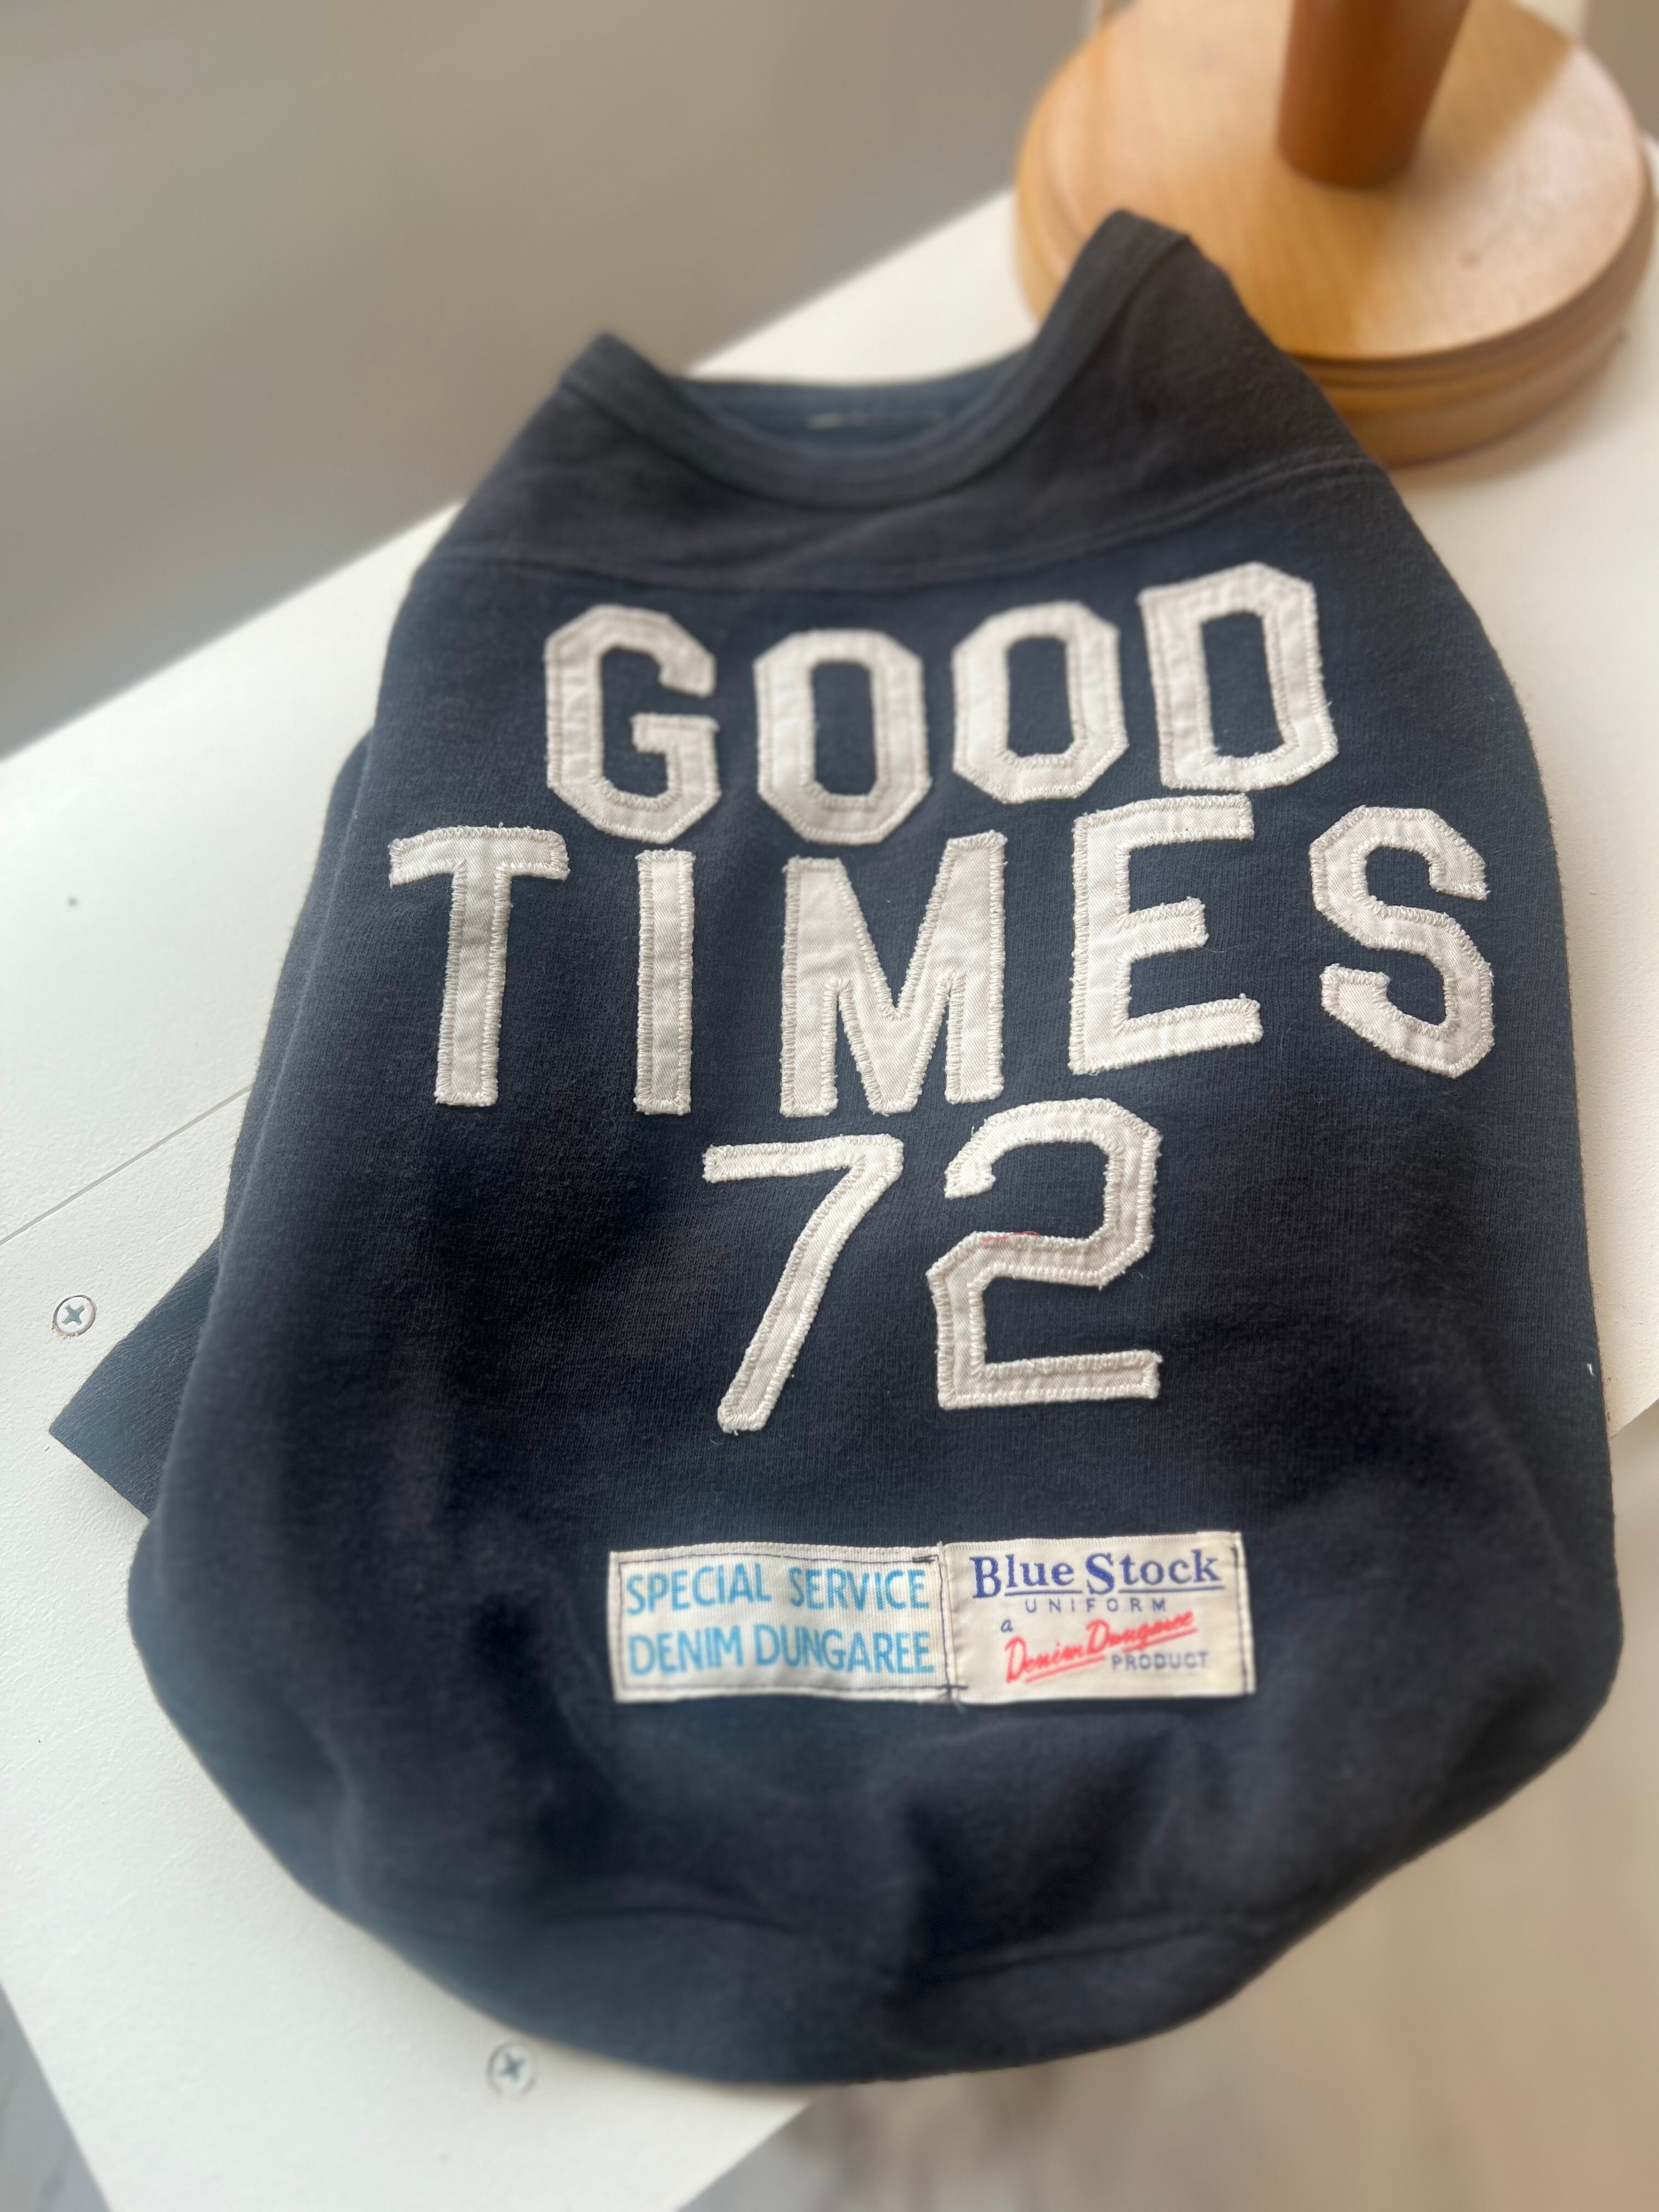 GOOD
TIMES
72
SPECIAL SERVICE
DENIM DUNGAREE
Blue Stock
UNIFORM
a
Denim Dungaree
PRODUCT